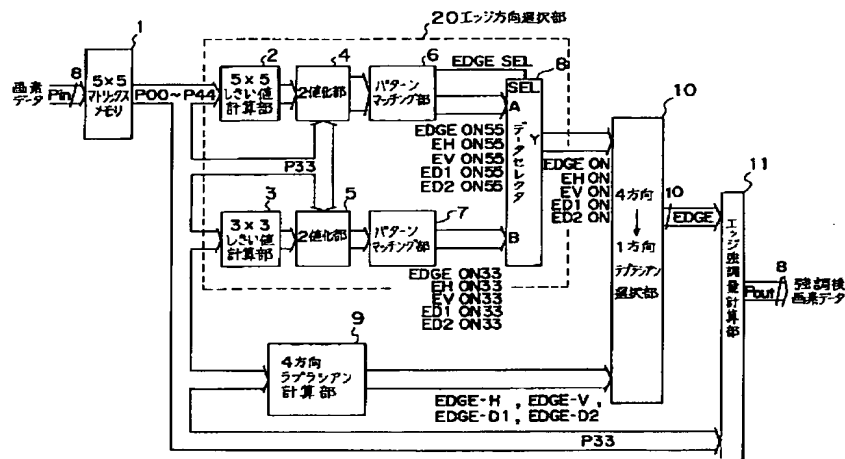 20エッジ方向選択部
1
2
4
6
EDGE SEL
8
画素データ
8
Pin
5×5
マトリックス
メモリ
P00~P44
5×5
しきい値
計算部
2値化部
パターン
マッチング部
SEL
A
データセレクタ
Y
B
EDGE ON55
EH ON55
EV ON55
ED1 ON55
ED2 ON55
P33
3
5
7
3×3
しきい値
計算部
2値化部
パターン
マッチング部
EDGE ON33
EH ON33
EV ON33
ED1 ON33
ED2 ON33
EDGE ON
EH ON
EV ON
ED1 ON
ED2 ON
10
4方向
↓
1方向
ラプラシアン
選択部
10
EDGE
11
エッジ強調量計算部
8
Pout
強調後
画素データ
9
4方向
ラプラシアン
計算部
EDGE-H , EDGE-V ,
EDGE-D1, EDGE-D2
P33